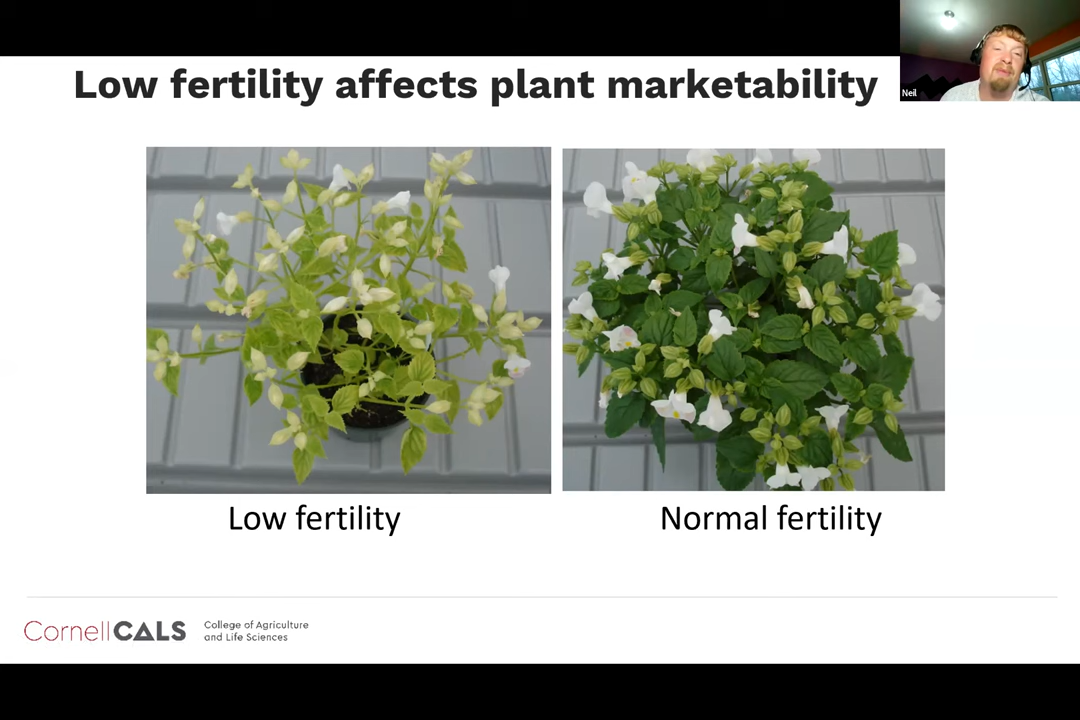 Low fertility affects plant marketability
Neil
Low fertility
Normal fertility
CornellCALS
College of Agriculture
and Life Sciences